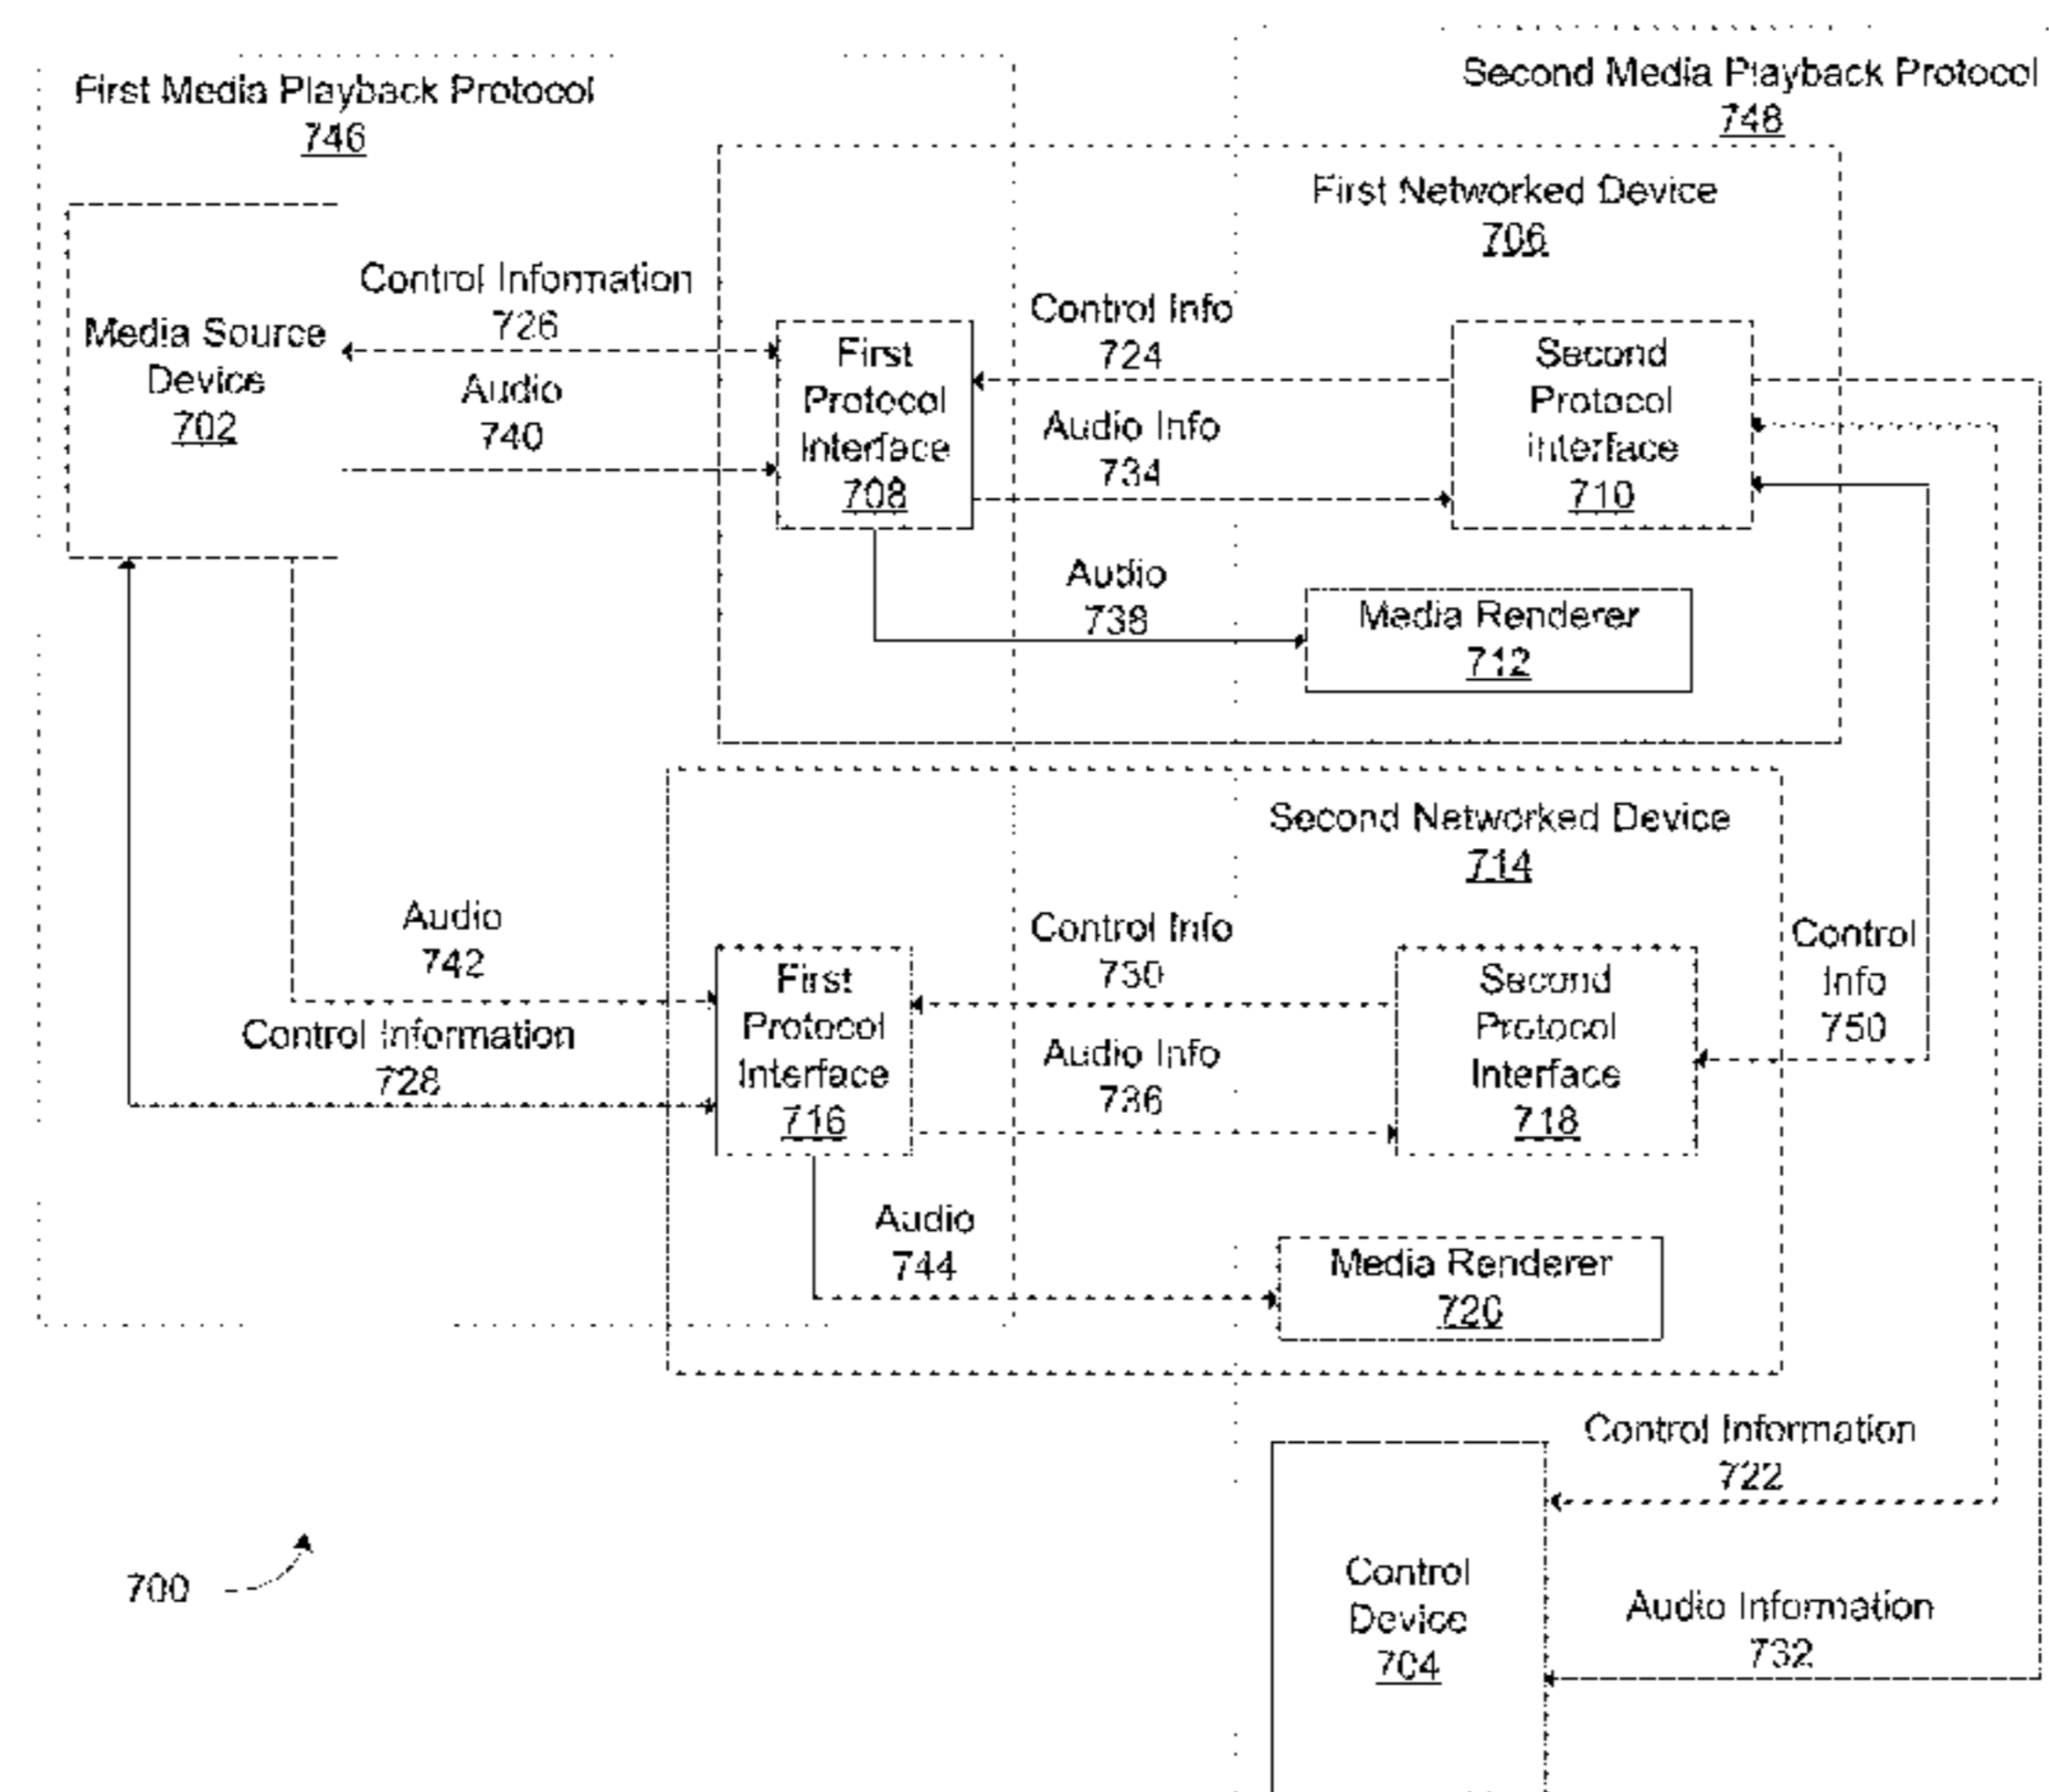 First Media Playback Protocol
746
Second Media Playback Protocol
748
First Networked Device
706
Media Source
Device
702
Control Information
726
Audio
740
First
Protocol
Interface
708
Control Info
724
Audio Info
734
Second
Protocol
interface
710
Audio
738
Media Renderer
712
Second Networked Device
714
Audio
742
Control Information
728
First
Protocol
Interface
716
Control Info
730
Audio Info
736
Second
Protocol
Interface
718
Control
Info
750
Audio
744
Media Renderer
720
Control Information
722
Control
Device
704
Audio Information
732
700